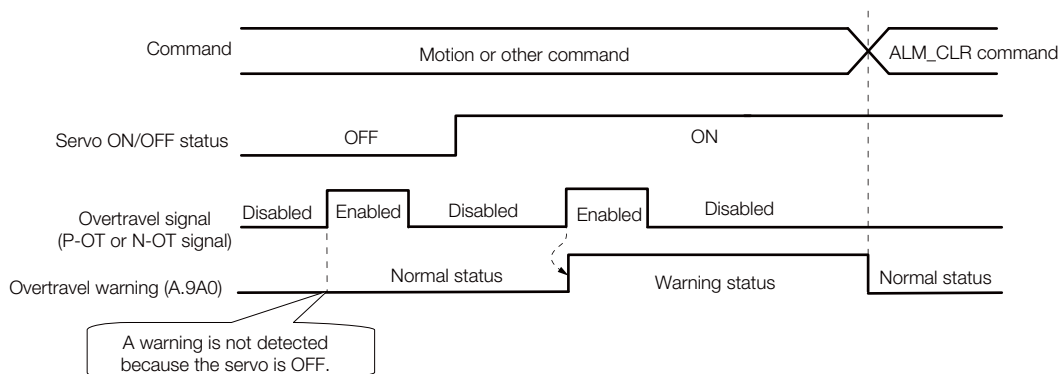 Command
Motion or other command
ALM_CLR command
Servo ON/OFF status
OFF
ON
Overtravel signal
(P-OT or N-OT signal)
Disabled
Enabled
Disabled
Enabled
Disabled
Overtravel warning (A.9A0)
Normal status
Warning status
Normal status
A warning is not detected
because the servo is OFF.